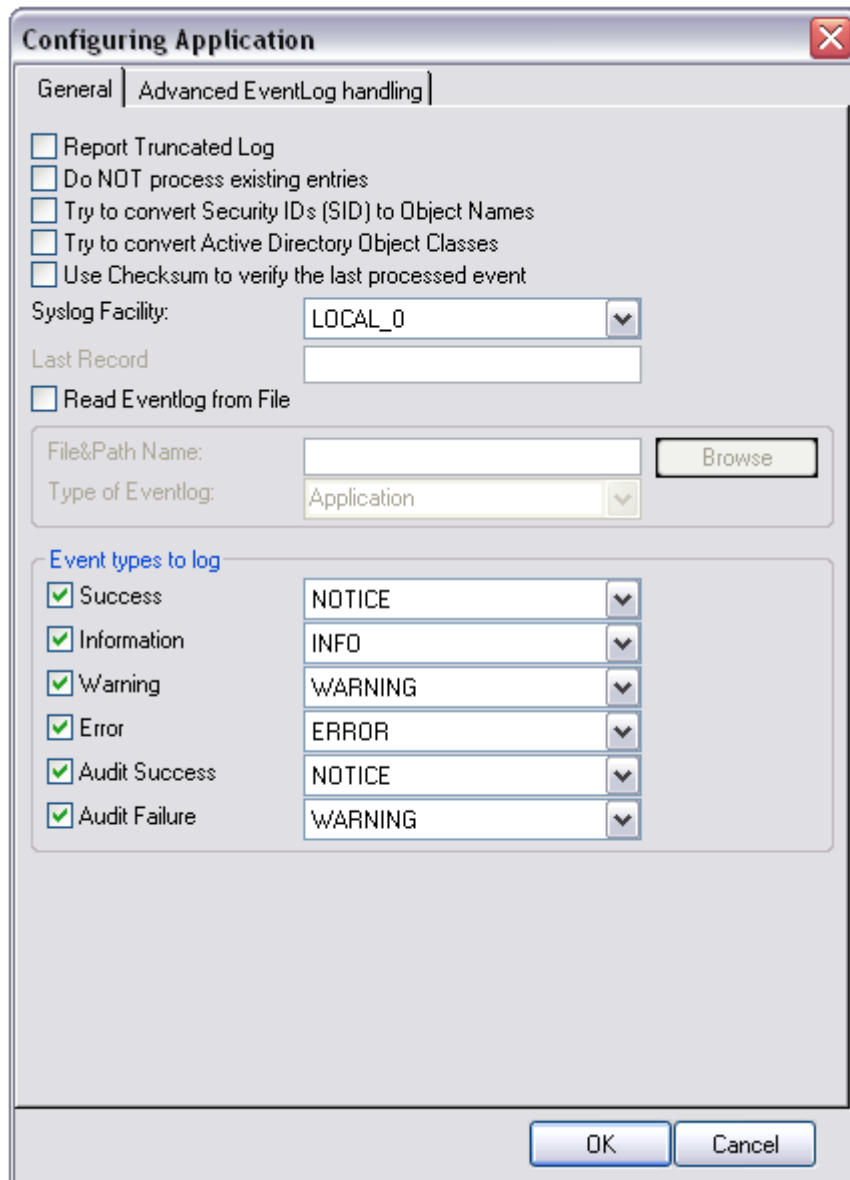 Configuring Application
General Advanced EventLog handling
Report Truncated Log
Do NOT process existing entries
Try to convert Security IDs (SID) to Object Names
Try to convert Active Directory Object Classes
Use Checksum to verify the last processed event
Syslog Facility: LOCAL_0
Last Record
Read Eventlog from File
File&Path Name: Browse
Type of Eventlog: Application
Event types to log
Success NOTICE
Information INFO
Warning WARNING
Error ERROR
Audit Success NOTICE
Audit Failure WARNING
OK Cancel